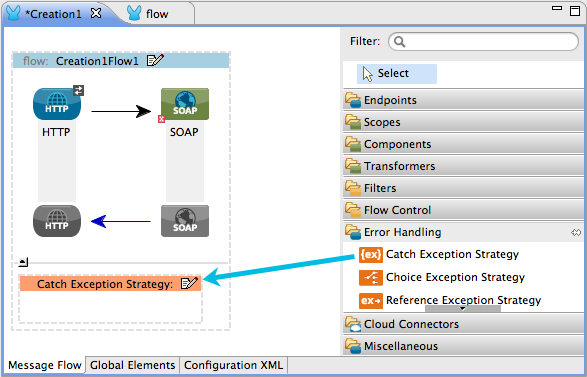 *Creation1 flow
flow: Creation1Flow1
HTTP SOAP
HTTP SOAP
HTTP SOAP
Catch Exception Strategy:
Filter:
Select
Endpoints
Scopes
Components
Transformers
Filters
Flow Control
Error Handling
{ex} Catch Exception Strategy
Choice Exception Strategy
ex Reference Exception Strategy
Cloud Connectors
Miscellaneous
Message Flow Global Elements Configuration XML